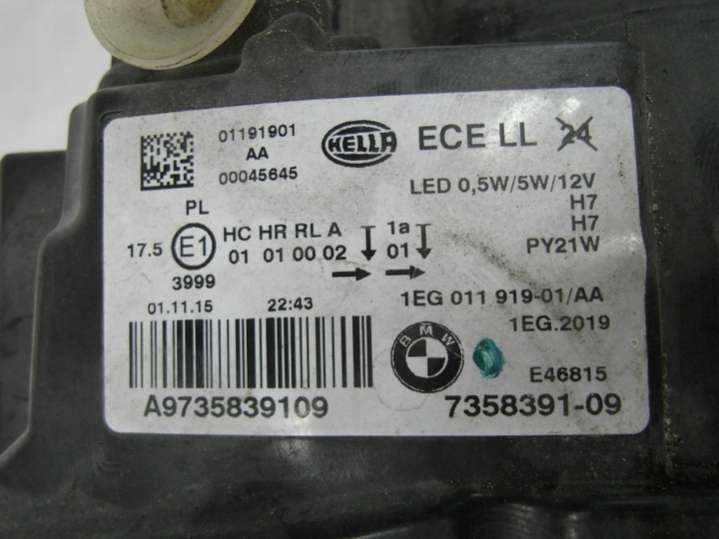 01191901
AA
00045645
HELLA
ECE LL 24
LED 0,5W/5W/12V
H7
H7
PY21W
PL
17.5 E1 HC HR RL A 1a
01 01 00 02 01
3999
01.11.15 22:43
1EG 011 919-01/AA
1EG.2019
BMW
E46815
A9735839109
7358391-09